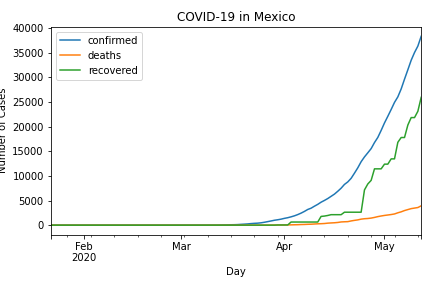 COVID-19 in Mexico
40000
35000
30000
25000
20000
15000
10000
5000
0
Number of Cases
confirmed
deaths
recovered
Feb
2020
Mar
Apr
May
Day